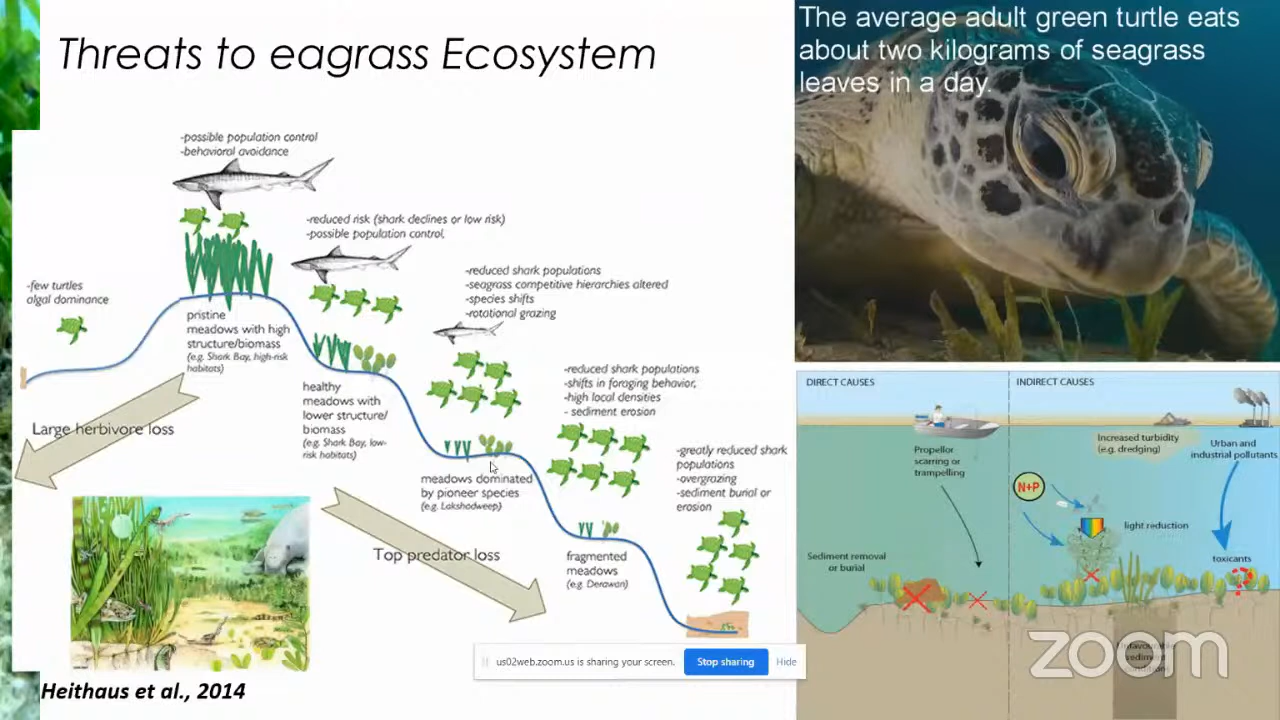 Threats to eagrass Ecosystem
-possible population control
-behavioral avoidance
-reduced risk (shark declines or low risk)
-possible population control,
-reduced shark populations
-seagrass competitive hierarchies altered
-species shifts
-rotational grazing
-few turtles
algal dominance
pristine
meadows with high
structure/biomass
(e.g. Shark Bay, high-risk
habitats)
-reduced shark populations
-shifts in foraging behavior,
-high local densities
- sediment erosion
healthy
meadows with
lower structure/
biomass
(e.g. Shark Bay, low-
risk habitats)
Large herbivore loss
-greatly reduced shark
populations
-overgrazing
-sediment burial or
erosion
meadows dominated
by pioneer species
(e.g. Lakshadweep)
Top predator loss
fragmented
meadows
(e.g. Derawan)
us02web.zoom.us is sharing your screen.
Stop sharing
Hide
Heithaus et al., 2014
The average adult green turtle eats
about two kilograms of seagrass
leaves in a day.
DIRECT CAUSES
INDIRECT CAUSES
Propellor
scarring or
trampelling
Increased turbidity
(e.g. dredging)
Urban and
industrial pollutants
N+P
light reduction
Sediment removal
or burial
toxicants
?
Unfavourable
sediment
conditions
zoom